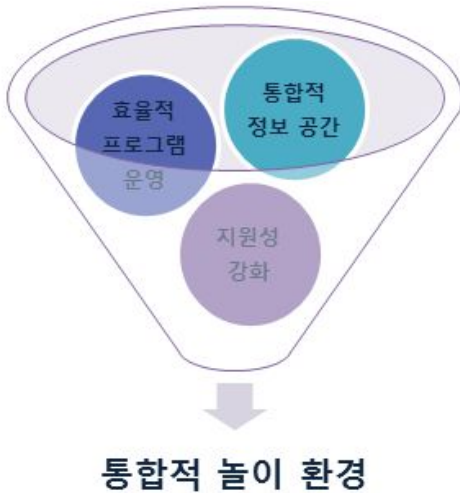 효율적
프로그램
운영
통합적
정보 공간
지원성
강화
통합적 놀이 환경